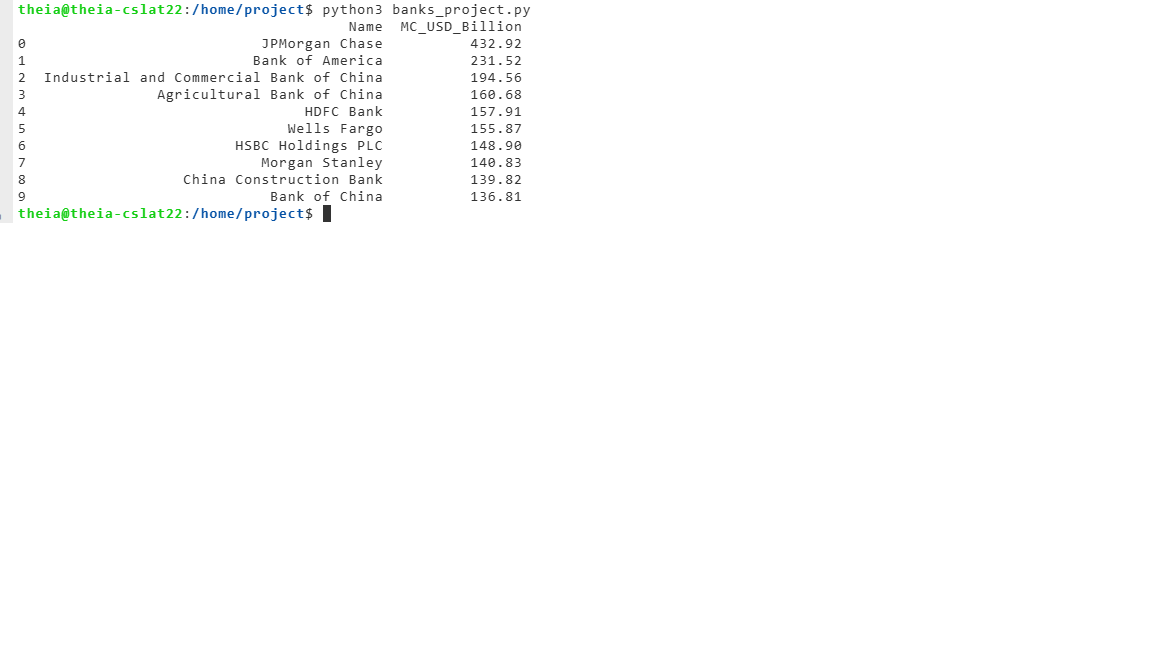 theia@theia-cslat22:/home/project$ python3 banks_project.py
                                      Name  MC_USD_Billion
0                           JPMorgan Chase          432.92
1                          Bank of America          231.52
2  Industrial and Commercial Bank of China          194.56
3               Agricultural Bank of China          160.68
4                                HDFC Bank          157.91
5                              Wells Fargo          155.87
6                        HSBC Holdings PLC          148.90
7                           Morgan Stanley          140.83
8                  China Construction Bank          139.82
9                            Bank of China          136.81
theia@theia-cslat22:/home/project$